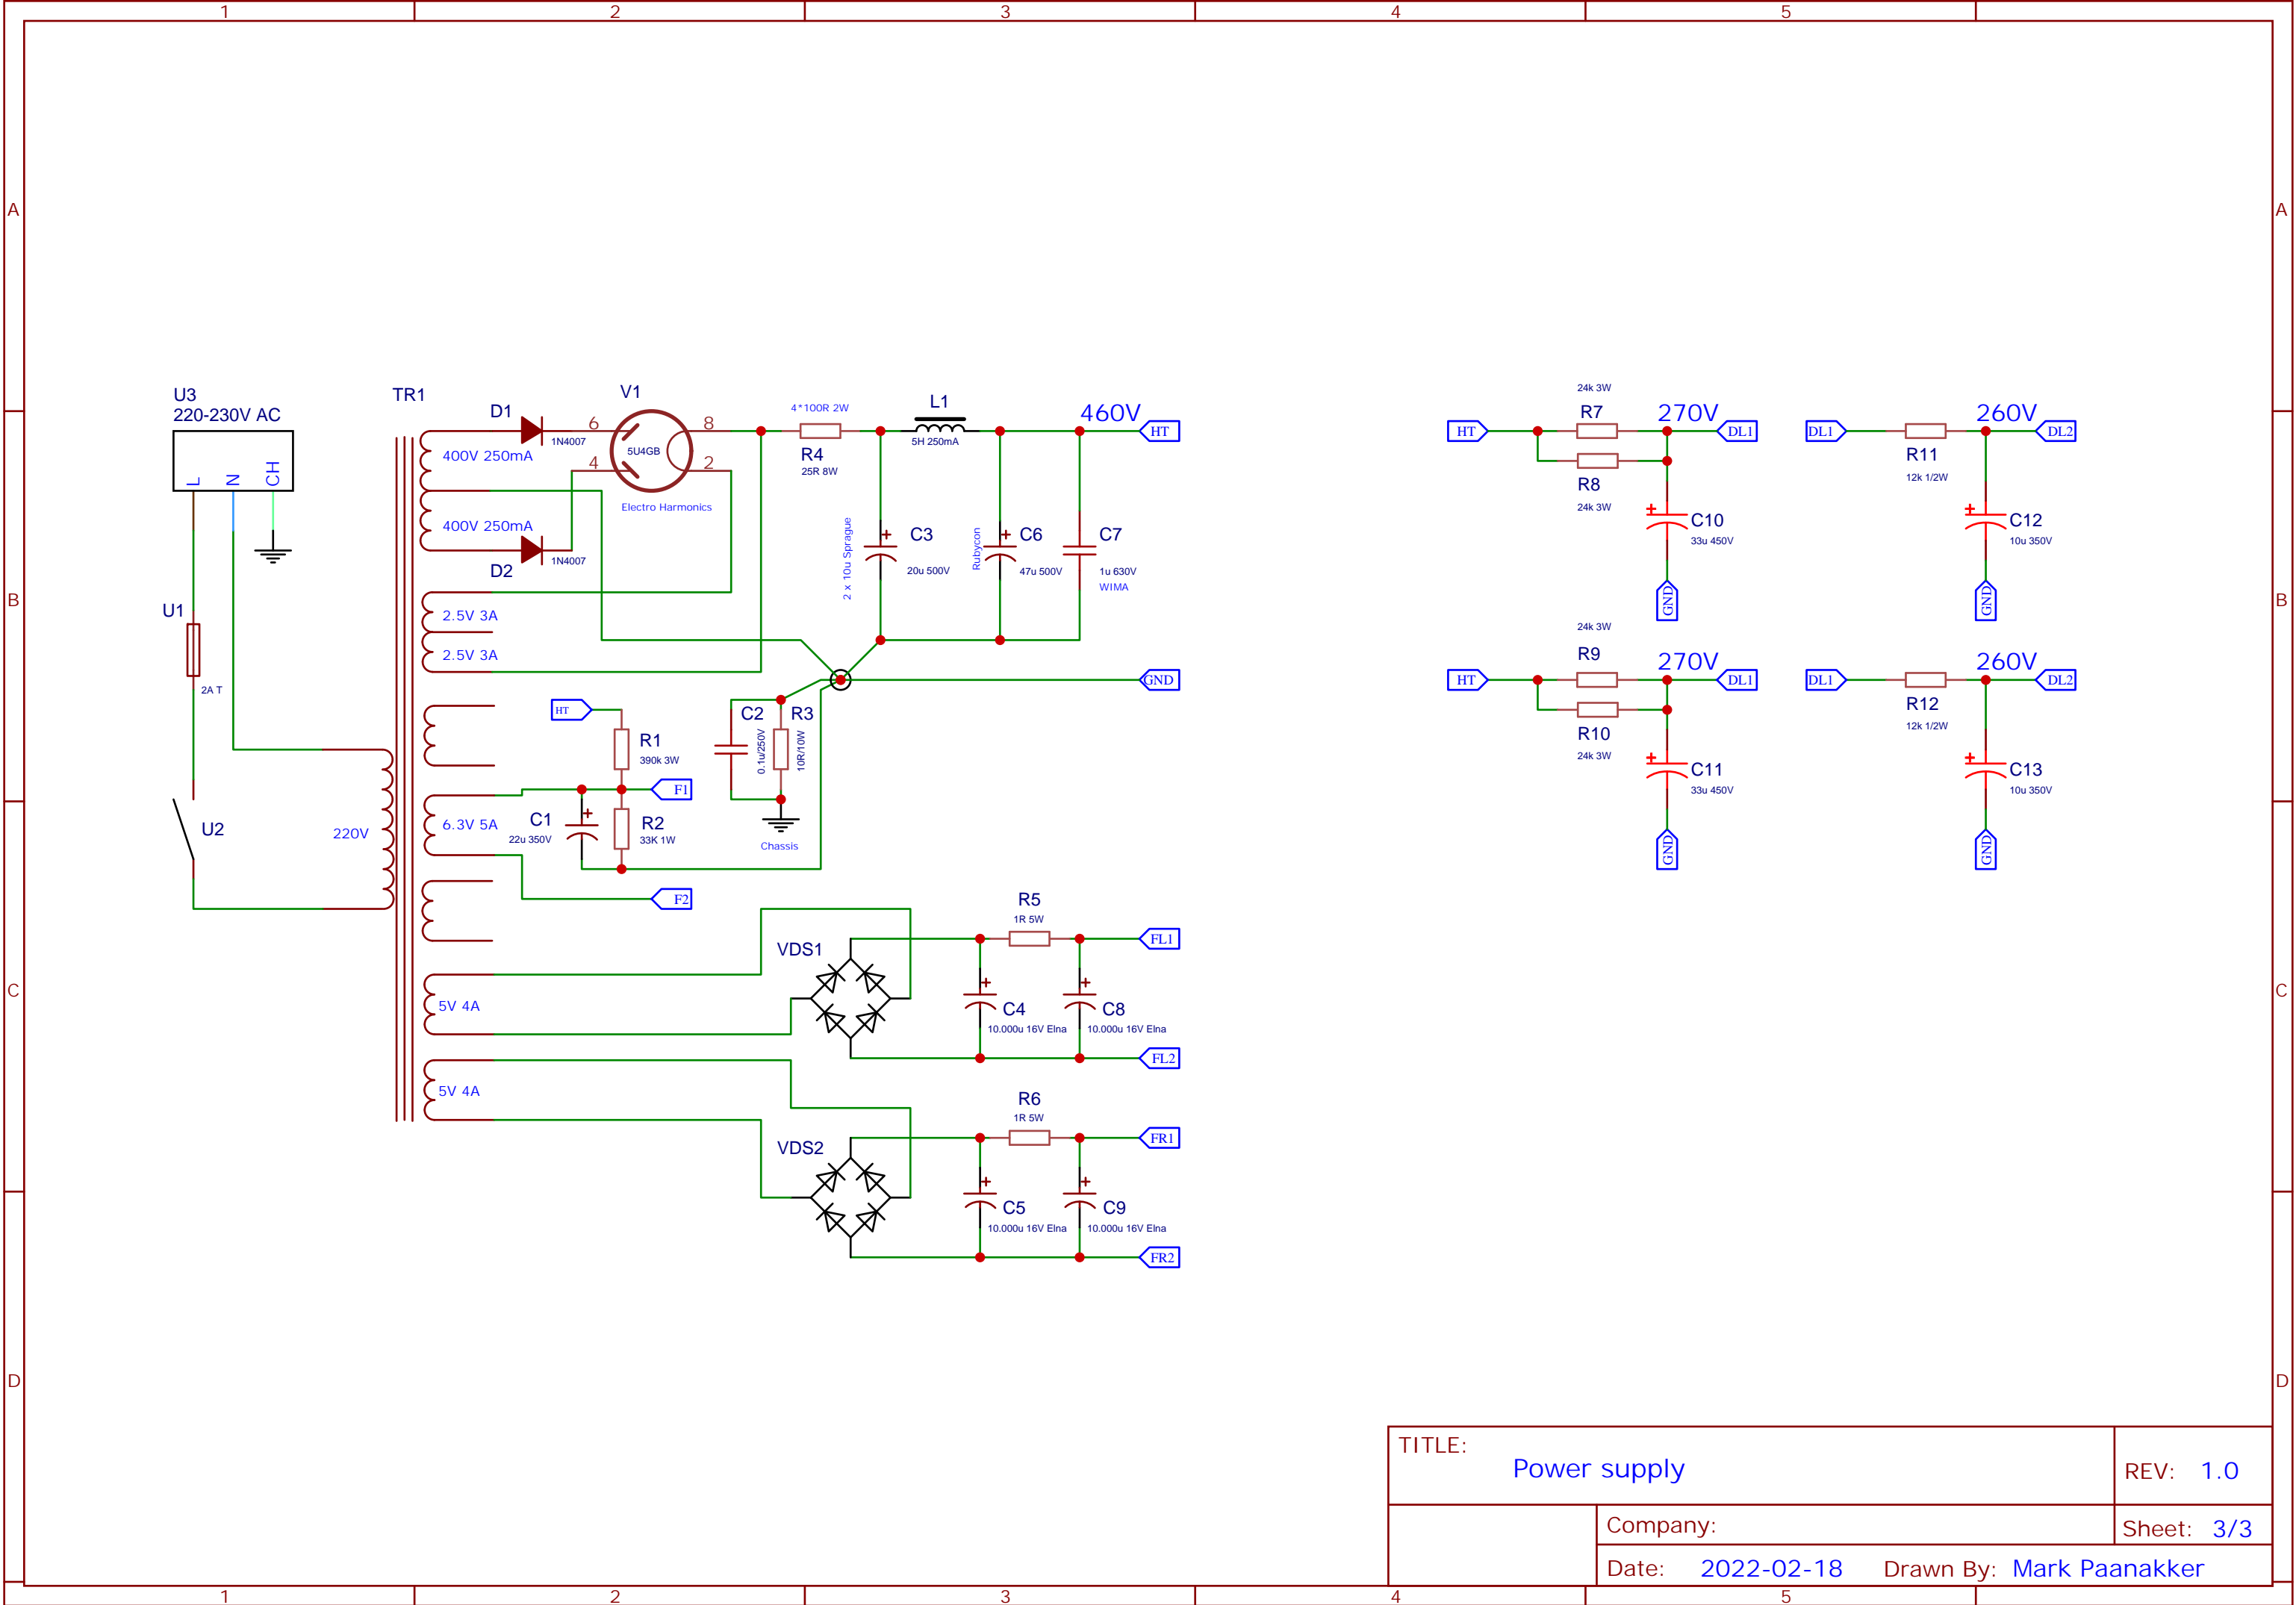 1 2 3 4 5
A A
B B
C C
D D
1 2 3 4 5
U3
220-230V AC
L N CH
U1
2A T
U2
220V
TR1
400V 250mA
400V 250mA
2.5V 3A
2.5V 3A
6.3V 5A
5V 4A
5V 4A
D1
1N4007
D2
1N4007
V1
6 8
4 2
5U4GB
Electro Harmonics
4*100R 2W
R4
25R 8W
L1
5H 250mA
460V
HT
2 x 10u Sprague
C3
20u 500V
Rubycon
C6
47u 500V
C7
1u 630V
WIMA
GND
HT
R1
390k 3W
F1
C1
22u 350V
R2
33K 1W
F2
C2
0.1u/250V
R3
10R/10W
Chassis
VDS1
R5
1R 5W
FL1
C4
10.000u 16V Elna
C8
10.000u 16V Elna
FL2
VDS2
R6
1R 5W
FR1
C5
10.000u 16V Elna
C9
10.000u 16V Elna
FR2
24k 3W
R7
270V
HT
DL1
R8
24k 3W
C10
33u 450V
GND
260V
DL1
DL2
R11
12k 1/2W
C12
10u 350V
GND
24k 3W
R9
270V
HT
DL1
R10
24k 3W
C11
33u 450V
GND
260V
DL1
DL2
R12
12k 1/2W
C13
10u 350V
GND
TITLE:
Power supply
REV: 1.0
Company:
Sheet: 3/3
Date: 2022-02-18 Drawn By: Mark Paanakker